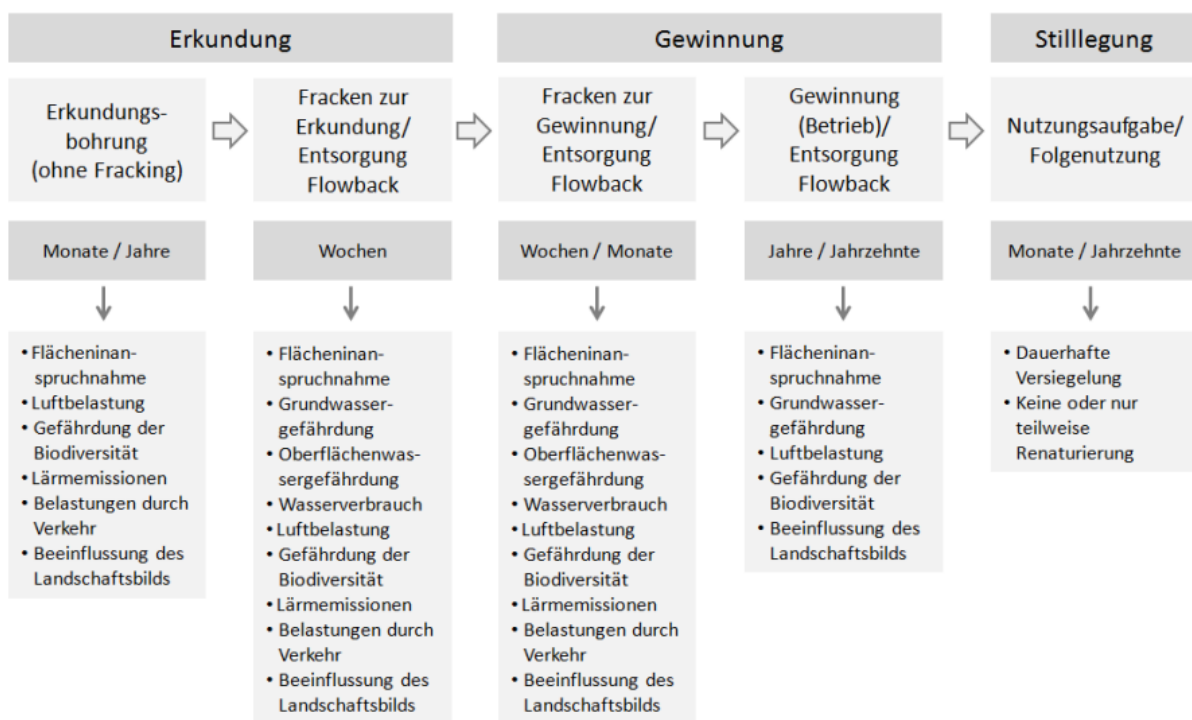 Erkundung
Gewinnung
Stilllegung
Erkundungs-
bohrung
(ohne Fracking)
Fracken zur
Erkundung/
Entsorgung
Flowback
Fracken zur
Gewinnung/
Entsorgung
Flowback
Gewinnung
(Betrieb)/
Entsorgung
Flowback
Nutzungsaufgabe/
Folgenutzung
Monate / Jahre
Wochen
Wochen / Monate
Jahre / Jahrzehnte
Monate / Jahrzehnte
• Flächeninan-
spruchnahme
• Luftbelastung
• Gefährdung der
Biodiversität
• Lärmemissionen
• Belastungen durch
Verkehr
• Beeinflussung des
Landschaftsbilds
• Flächeninan-
spruchnahme
• Grundwasser-
gefährdung
• Oberflächenwas-
sergefährdung
• Wasserverbrauch
• Luftbelastung
• Gefährdung der
Biodiversität
• Lärmemissionen
• Belastungen durch
Verkehr
• Beeinflussung des
Landschaftsbilds
• Flächeninan-
spruchnahme
• Grundwasser-
gefährdung
• Oberflächenwas-
sergefährdung
• Wasserverbrauch
• Luftbelastung
• Gefährdung der
Biodiversität
• Lärmemissionen
• Belastungen durch
Verkehr
• Beeinflussung des
Landschaftsbilds
• Flächeninan-
spruchnahme
• Grundwasser-
gefährdung
• Luftbelastung
• Gefährdung der
Biodiversität
• Beeinflussung des
Landschaftsbilds
• Dauerhafte
Versiegelung
• Keine oder nur
teilweise
Renaturierung